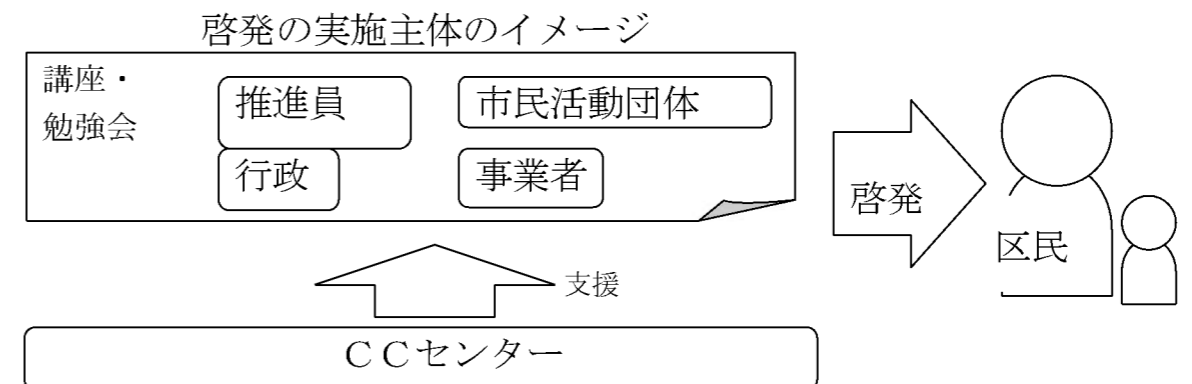 啓発の実施主体のイメージ
講座・
勉強会
推進員
市民活動団体
行政
事業者
啓発
区民
支援
ＣＣセンター